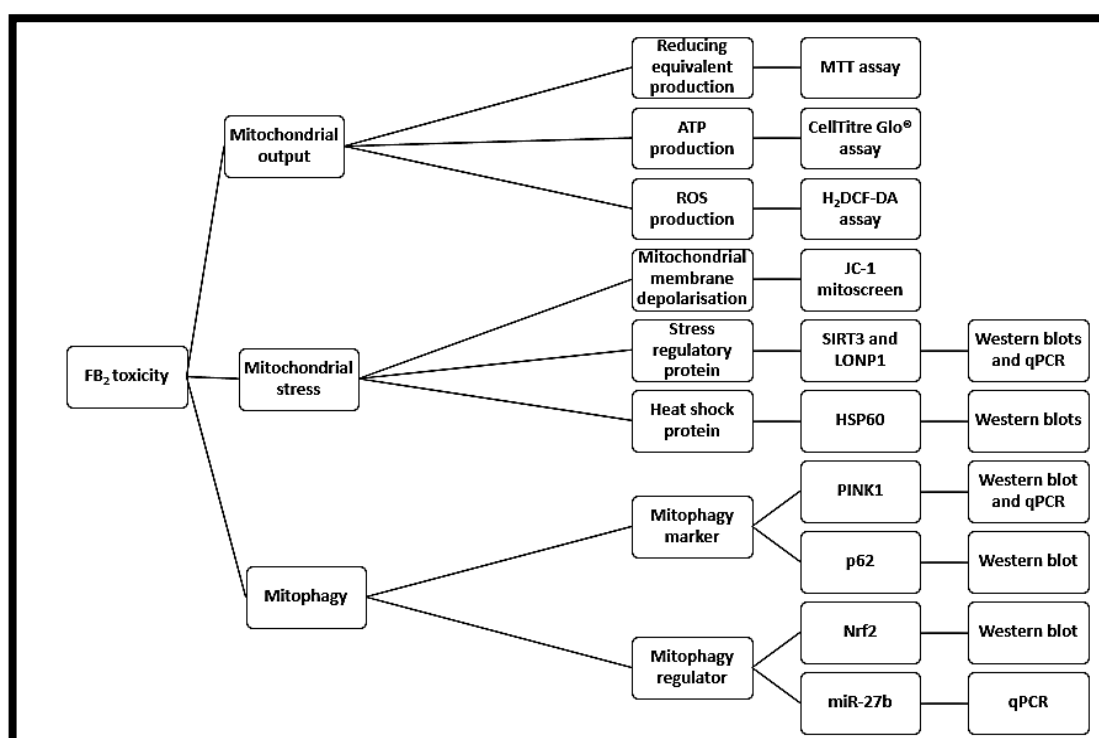 Reducing
equivalent
production
MTT assay
Mitochondrial
output
ATP
production
CellTitre Glo®
assay
ROS
production
H₂DCF-DA
assay
Mitochondrial
membrane
depolarisation
JC-1
mitoscreen
FB₂ toxicity
Mitochondrial
stress
Stress
regulatory
protein
SIRT3 and
LONP1
Western blots
and qPCR
Heat shock
protein
HSP60
Western blots
Mitophagy
Mitophagy
marker
PINK1
Western blot
and qPCR
p62
Western blot
Mitophagy
regulator
Nrf2
Western blot
miR-27b
qPCR